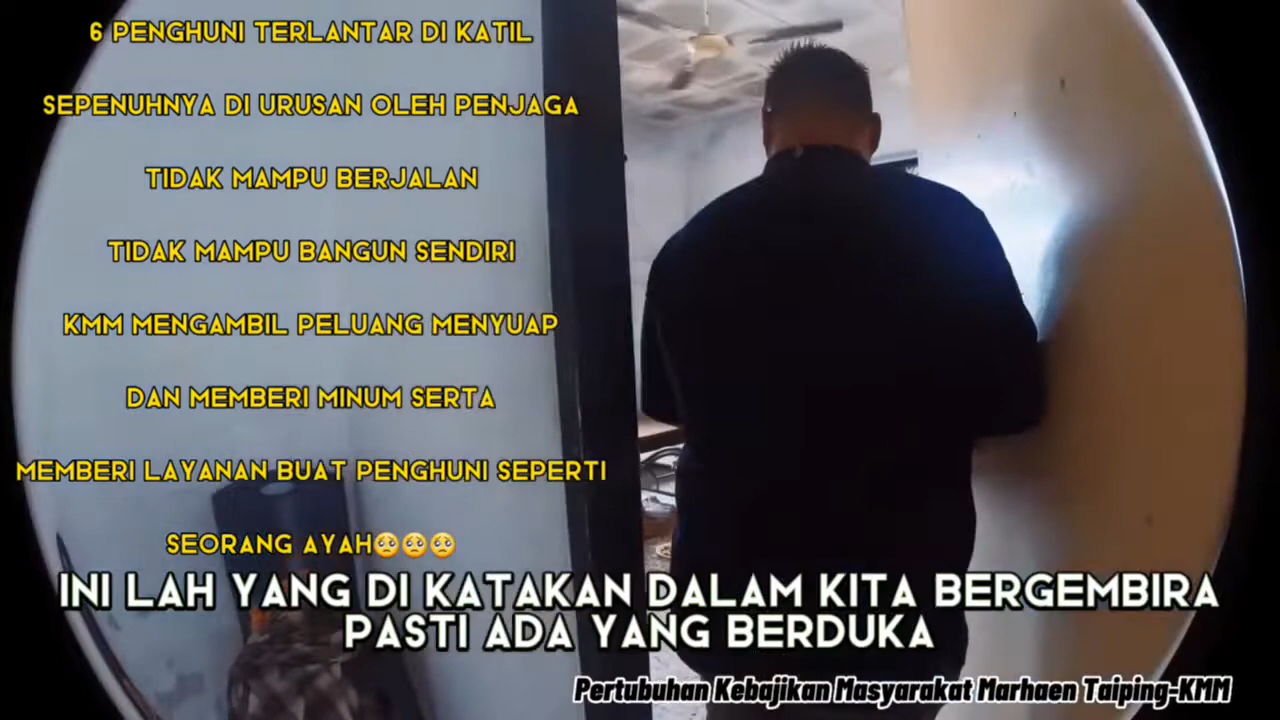 6 PENGHUNI TERLANTAR DI KATIL
SEPENUHNYA DI URUSAN OLEH PENJAGA
TIDAK MAMPU BERJALAN
TIDAK MAMPU BANGUN SENDIRI
KMM MENGAMBIL PELUANG MENYUAP
DAN MEMBERI MINUM SERTA
MEMBERI LAYANAN BUAT PENGHUNI SEPERTI
SEORANG AYAH🥺🥺🥺
INI LAH YANG DI KATAKAN DALAM KITA BERGEMBIRA
PASTI ADA YANG BERDUKA
Pertubuhan Kebajikan Masyarakat Marhaen Taiping-KMM